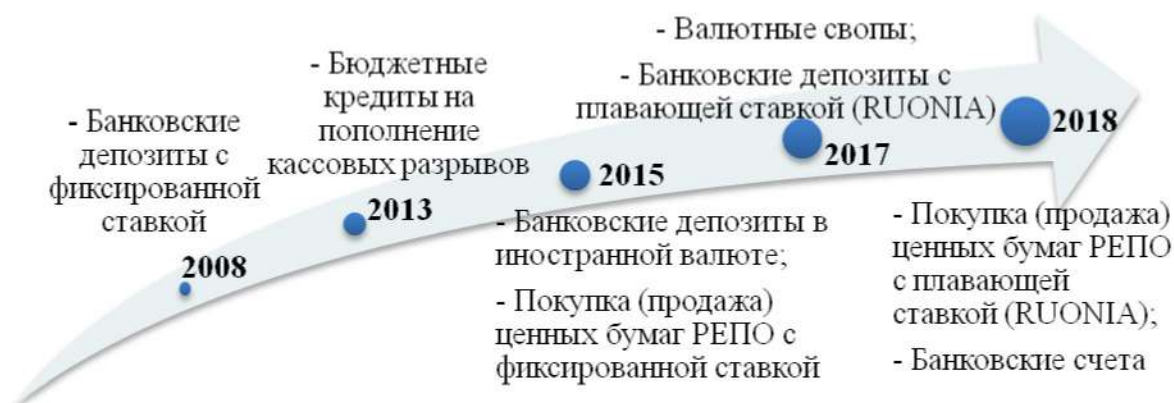 - Банковские
депозиты с
фиксированной
ставкой
2008
- Бюджетные
кредиты на
пополнение
кассовых разрывов
2013
2015
- Банковские депозиты в
иностранной валюте;
- Покупка (продажа)
ценных бумаг РЕПО с
фиксированной ставкой
- Валютные свопы;
- Банковские депозиты с
плавающей ставкой (RUONIA)
2017
2018
- Покупка (продажа)
ценных бумаг РЕПО
с плавающей
ставкой (RUONIA);
- Банковские счета